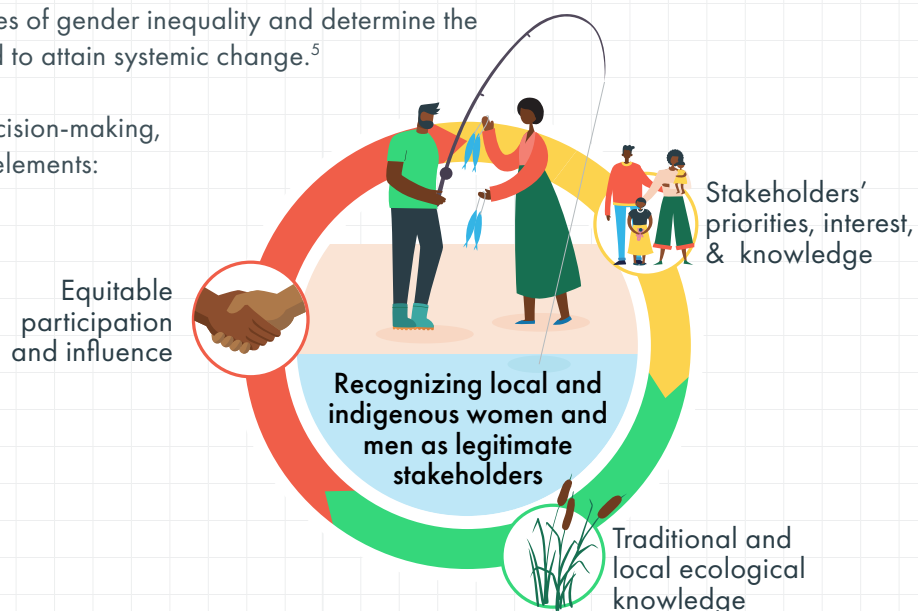 es of gender inequality and determine the
d to attain systemic change.5
cision-making,
elements:
Stakeholders’
priorities, interest,
& knowledge
Equitable
participation
and influence
Recognizing local and
indigenous women and
men as legitimate
stakeholders
Traditional and
local ecological
knowledge